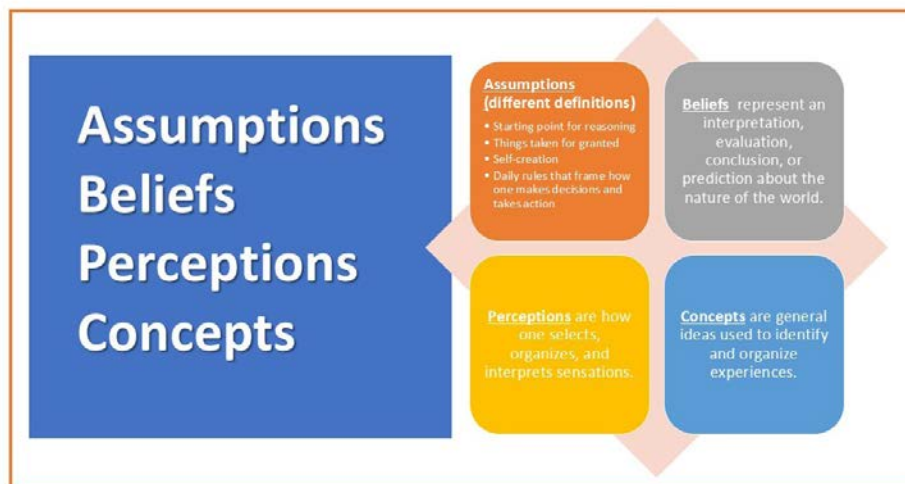 Assumptions
Beliefs
Perceptions
Concepts
Assumptions
(different definitions)
• Starting point for reasoning
• Things taken for granted
• Self-creation
• Daily rules that frame how
one makes decisions and
takes action
Beliefs represent an
interpretation,
evaluation,
conclusion, or
prediction about the
nature of the world.
Perceptions are how
one selects,
organizes, and
interprets sensations.
Concepts are general
ideas used to identify
and organize
experiences.